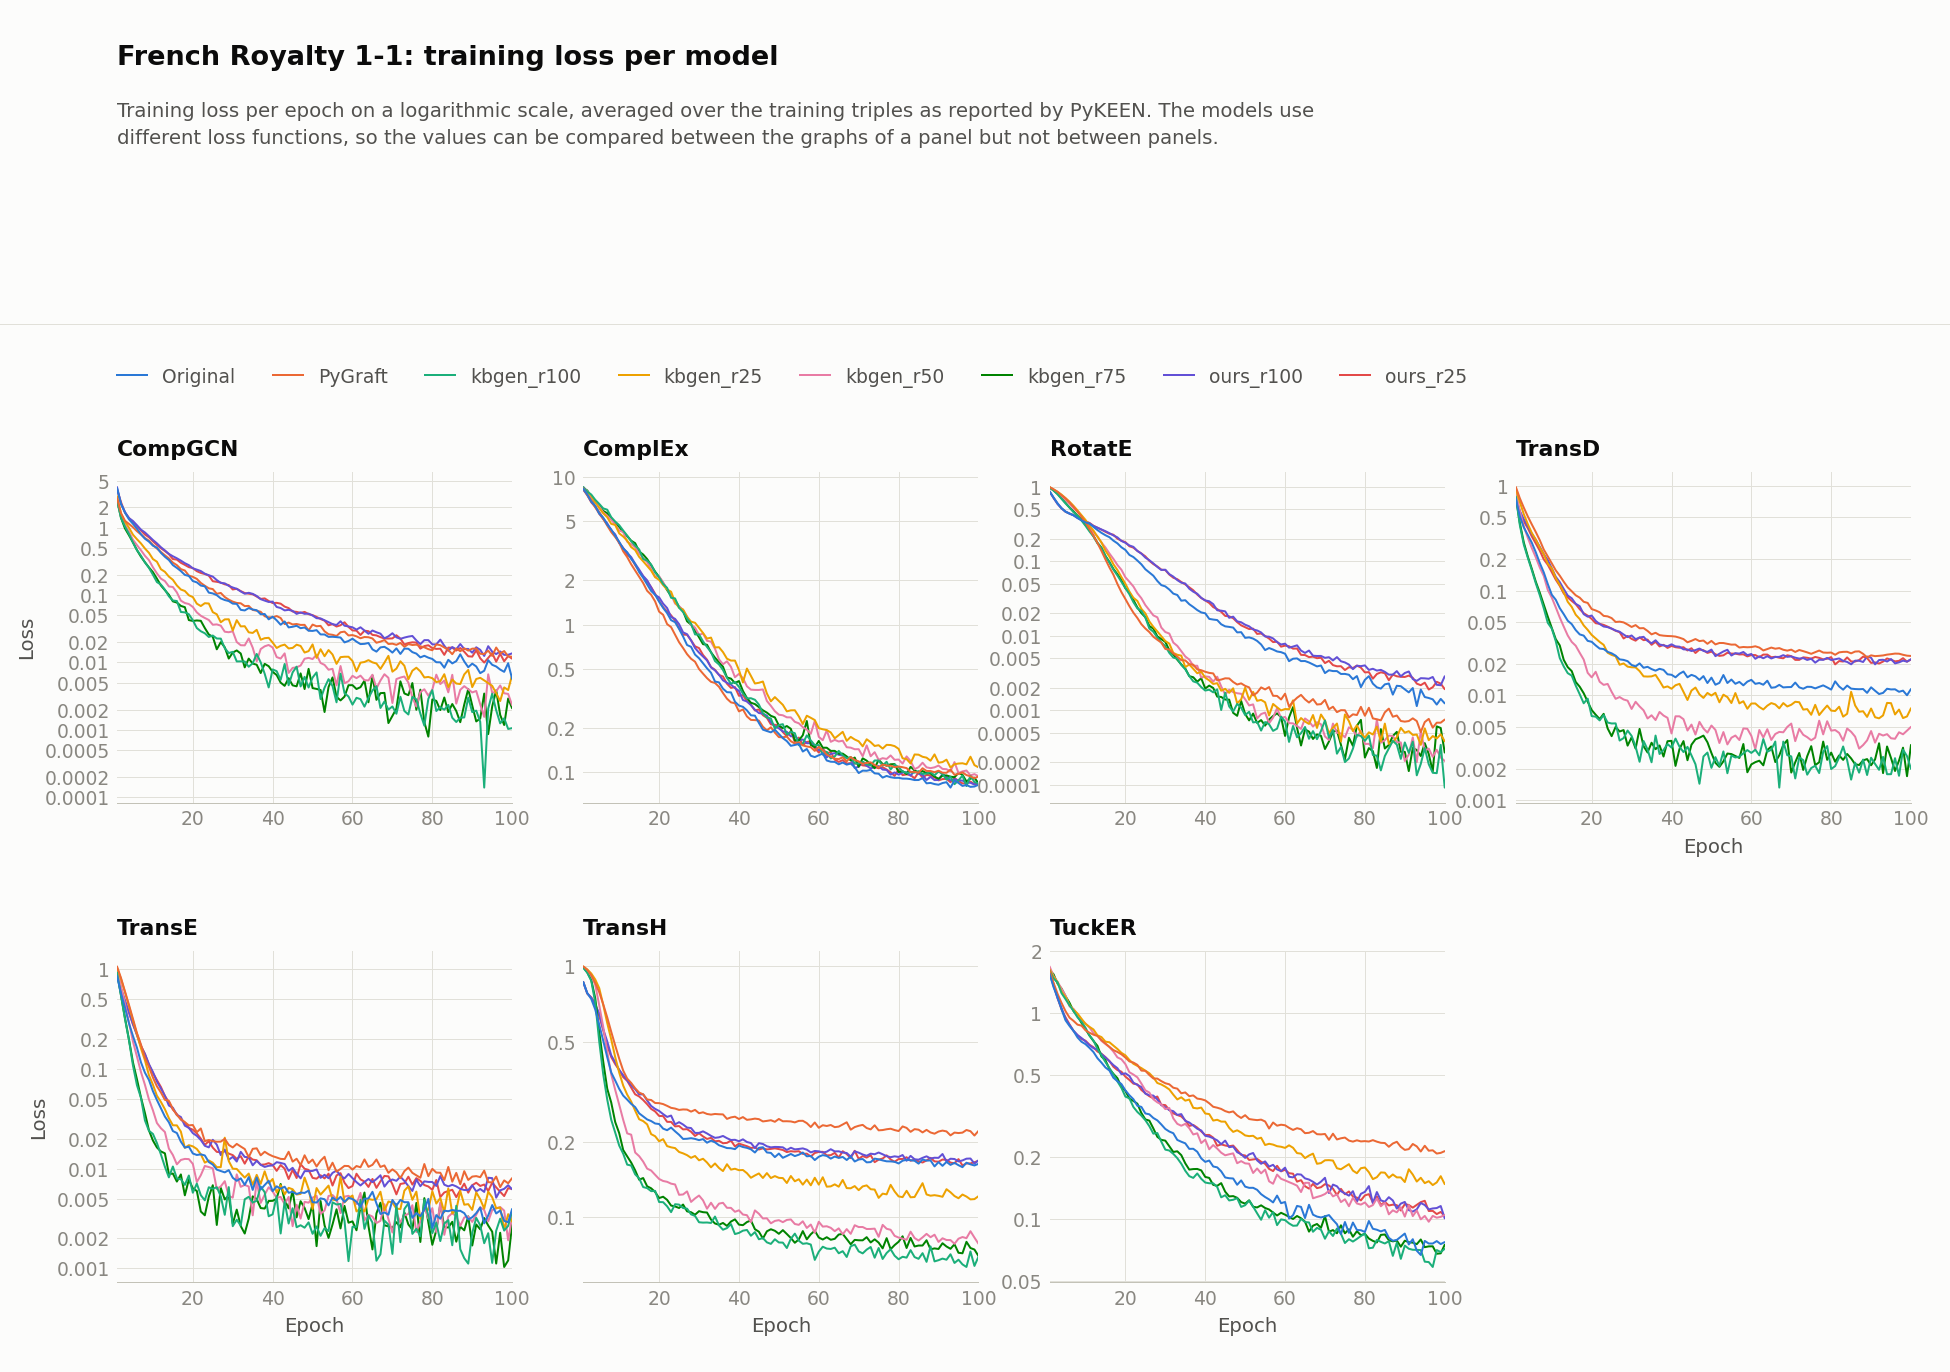 French Royalty 1-1: training loss per model
Training loss per epoch on a logarithmic scale, averaged over the training triples as reported by PyKEEN. The models use
different loss functions, so the values can be compared between the graphs of a panel but not between panels.
Original PyGraft kbgen_r100 kbgen_r25 kbgen_r50 kbgen_r75 ours_r100 ours_r25
CompGCN
5
2
1
0.5
0.2
0.1
0.05
0.02
0.01
0.005
0.002
0.001
0.0005
0.0002
0.0001
Loss
20 40 60 80 100
ComplEx
10
5
2
1
0.5
0.2
0.1
20 40 60 80 100
RotatE
1
0.5
0.2
0.1
0.05
0.02
0.01
0.005
0.002
0.001
0.0005
0.0002
0.0001
20 40 60 80 100
TransD
1
0.5
0.2
0.1
0.05
0.02
0.01
0.005
0.002
0.001
20 40 60 80 100
Epoch
TransE
1
0.5
0.2
0.1
0.05
0.02
0.01
0.005
0.002
0.001
Loss
20 40 60 80 100
Epoch
TransH
1
0.5
0.2
0.1
20 40 60 80 100
Epoch
TuckER
2
1
0.5
0.2
0.1
0.05
20 40 60 80 100
Epoch